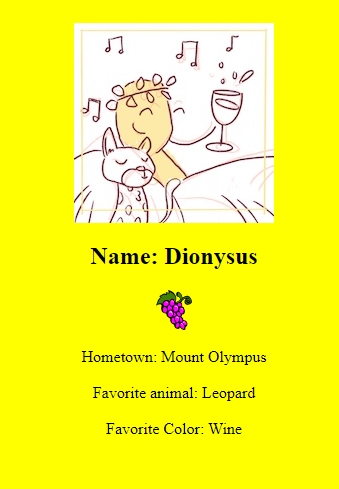 Name: Dionysus
Hometown: Mount Olympus
Favorite animal: Leopard
Favorite Color: Wine